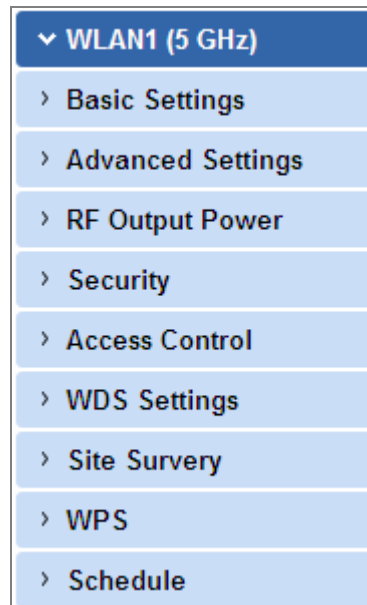 WLAN1 (5 GHz)
Basic Settings
Advanced Settings
RF Output Power
Security
Access Control
WDS Settings
Site Survery
WPS
Schedule